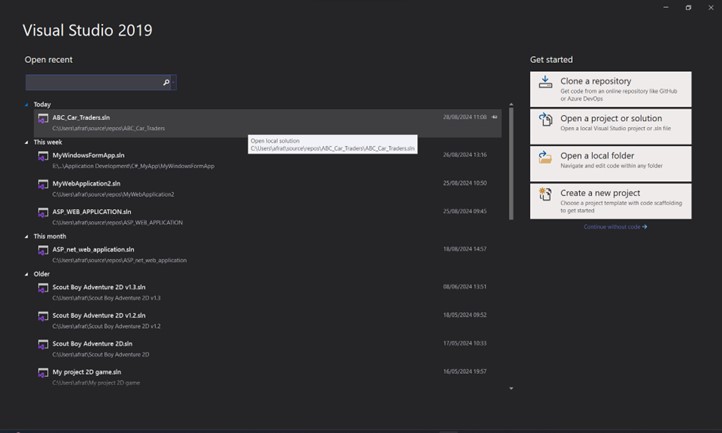 Visual Studio 2019
Open recent
Today
ABC_Car_Traders.sln
28/08/2024 11:08
C:\Users\afrat\source\repos\ABC_Car_Traders
Open local solution
C:\Users\afrat\source\repos\ABC_Car_Traders\ABC_Car_Traders.sln
This week
MyWindowsFormApp.sln
26/08/2024 13:16
\...\Application Development\C#_MyApp\MyWindowsFormApp
MyWebApplication2.sln
25/08/2024 10:50
C:\Users\afrat\source\repos\MyWebApplication2
ASP_WEB_APPLICATION.sln
25/08/2024 09:45
C:\Users\afrat\source\repos\ASP_WEB_APPLICATION
This month
ASP_net_web_application.sln
18/08/2024 14:57
C:\Users\afrat\source\repos\ASP_net_web_application
Older
Scout Boy Adventure 2D v1.3.sln
08/06/2024 13:51
C:\Users\afrat\Scout Boy Adventure 2D v1.3
Scout Boy Adventure 2D v1.2.sln
18/05/2024 09:52
C:\Users\afrat\Scout Boy Adventure 2D v1.2
Scout Boy Adventure 2D.sln
17/05/2024 10:33
C:\Users\afrat\Scout Boy Adventure 2D
My project 2D game.sln
16/05/2024 19:57
C:\Users\afrat\My project 2D game
Get started
Clone a repository
Get code from an online repository like GitHub
or Azure DevOps
Open a project or solution
Open a local Visual Studio project or .sln file
Open a local folder
Navigate and edit code within any folder
Create a new project
Choose a project template with code scaffolding
to get started
Continue without code →